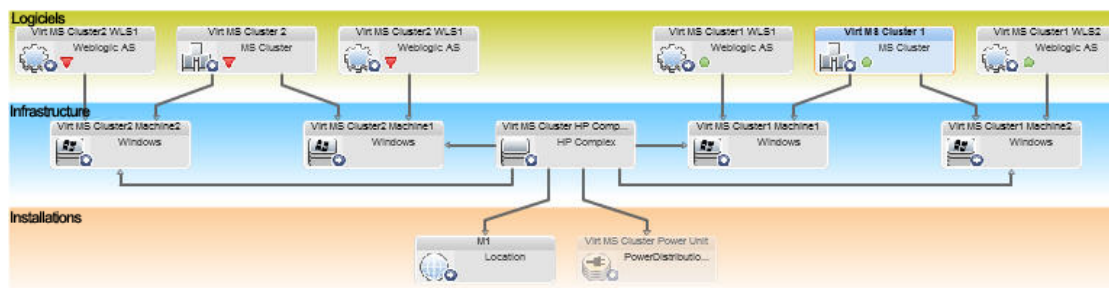 Logiciels
Virt MS Cluster2 WLS1
Weblogic AS
Virt MS Cluster 2
MS Cluster
Virt MS Cluster2 WLS1
Weblogic AS
Virt MS Cluster1 WLS1
Weblogic AS
Virt MS Cluster 1
MS Cluster
Virt MS Cluster1 WLS2
Weblogic AS
Infrastructure
Virt MS Cluster2 Machine2
Windows
Virt MS Cluster2 Machine1
Windows
Virt MS Cluster HP Comp...
HP Complex
Virt MS Cluster1 Machine1
Windows
Virt MS Cluster1 Machine2
Windows
Installations
M1
Location
Virt MS Cluster Power Unit
PowerDistributio...